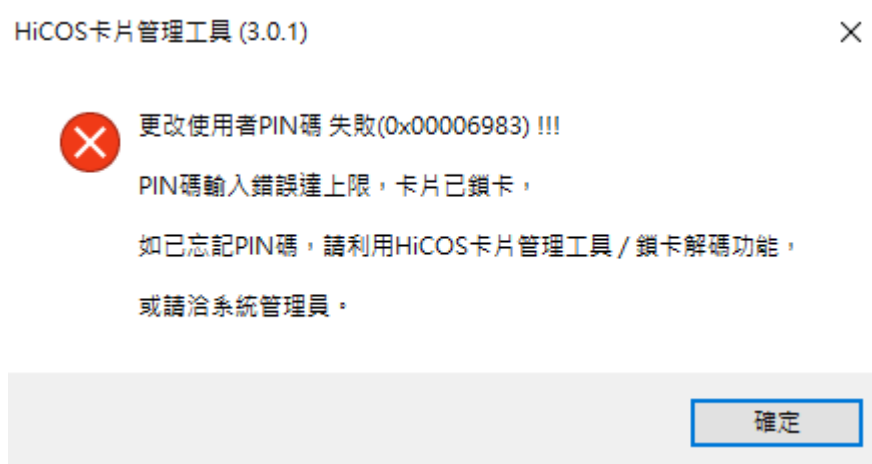 HiCOS卡片管理工具 (3.0.1)
更改使用者PIN碼 失敗(0x00006983) !!!
PIN碼輸入錯誤達上限，卡片已鎖卡，
如已忘記PIN碼，請利用HiCOS卡片管理工具 / 鎖卡解碼功能，
或請洽系統管理員。
確定